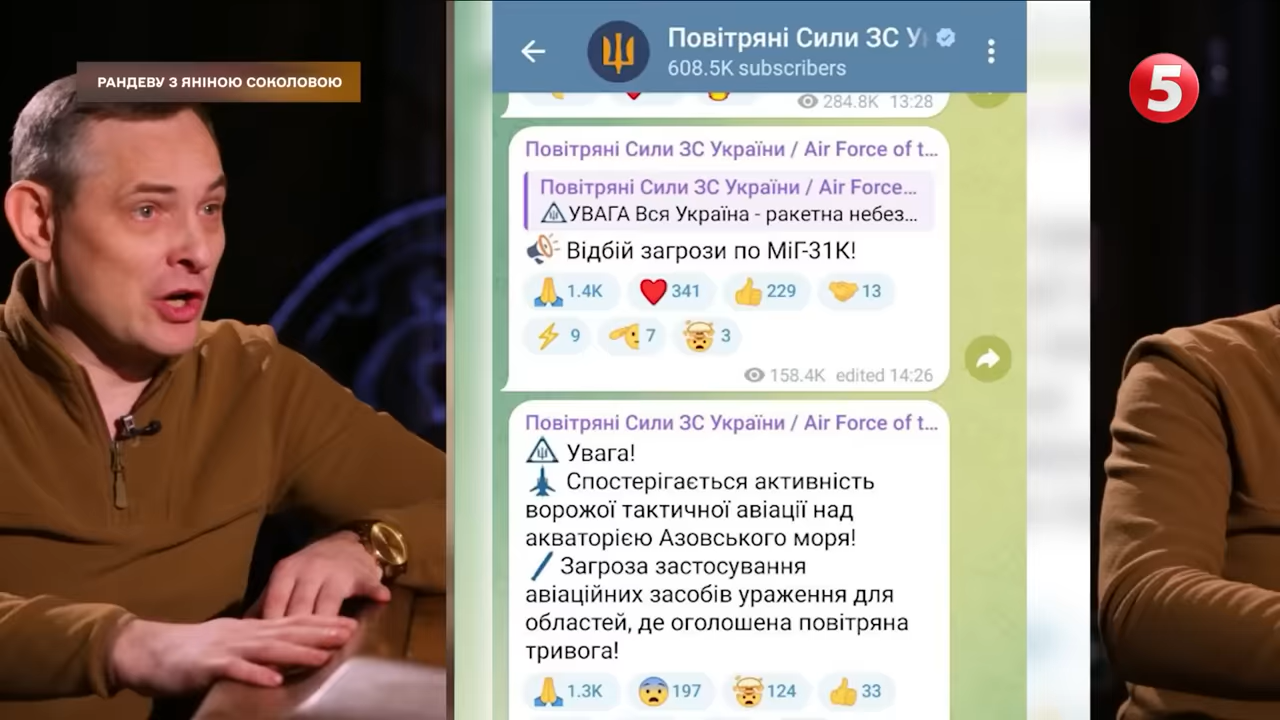 РАНДЕВУ З ЯНІНОЮ СОКОЛОВОЮ
5
Повітряні Сили ЗС У
608.5K subscribers
284.8K 13:28
Повітряні Сили ЗС України / Air Force of t...
Повітряні Сили ЗС України / Air Force...
УВАГА Вся Україна - ракетна небез...
Відбій загрози по МіГ-31К!
1.4K 341 229 13
9 7 3
158.4K edited 14:26
Повітряні Сили ЗС України / Air Force of t...
Увага!
Спостерігається активність
ворожої тактичної авіації над
акваторією Азовського моря!
Загроза застосування
авіаційних засобів ураження для
областей, де оголошена повітряна
тривога!
1.3K 197 124 33